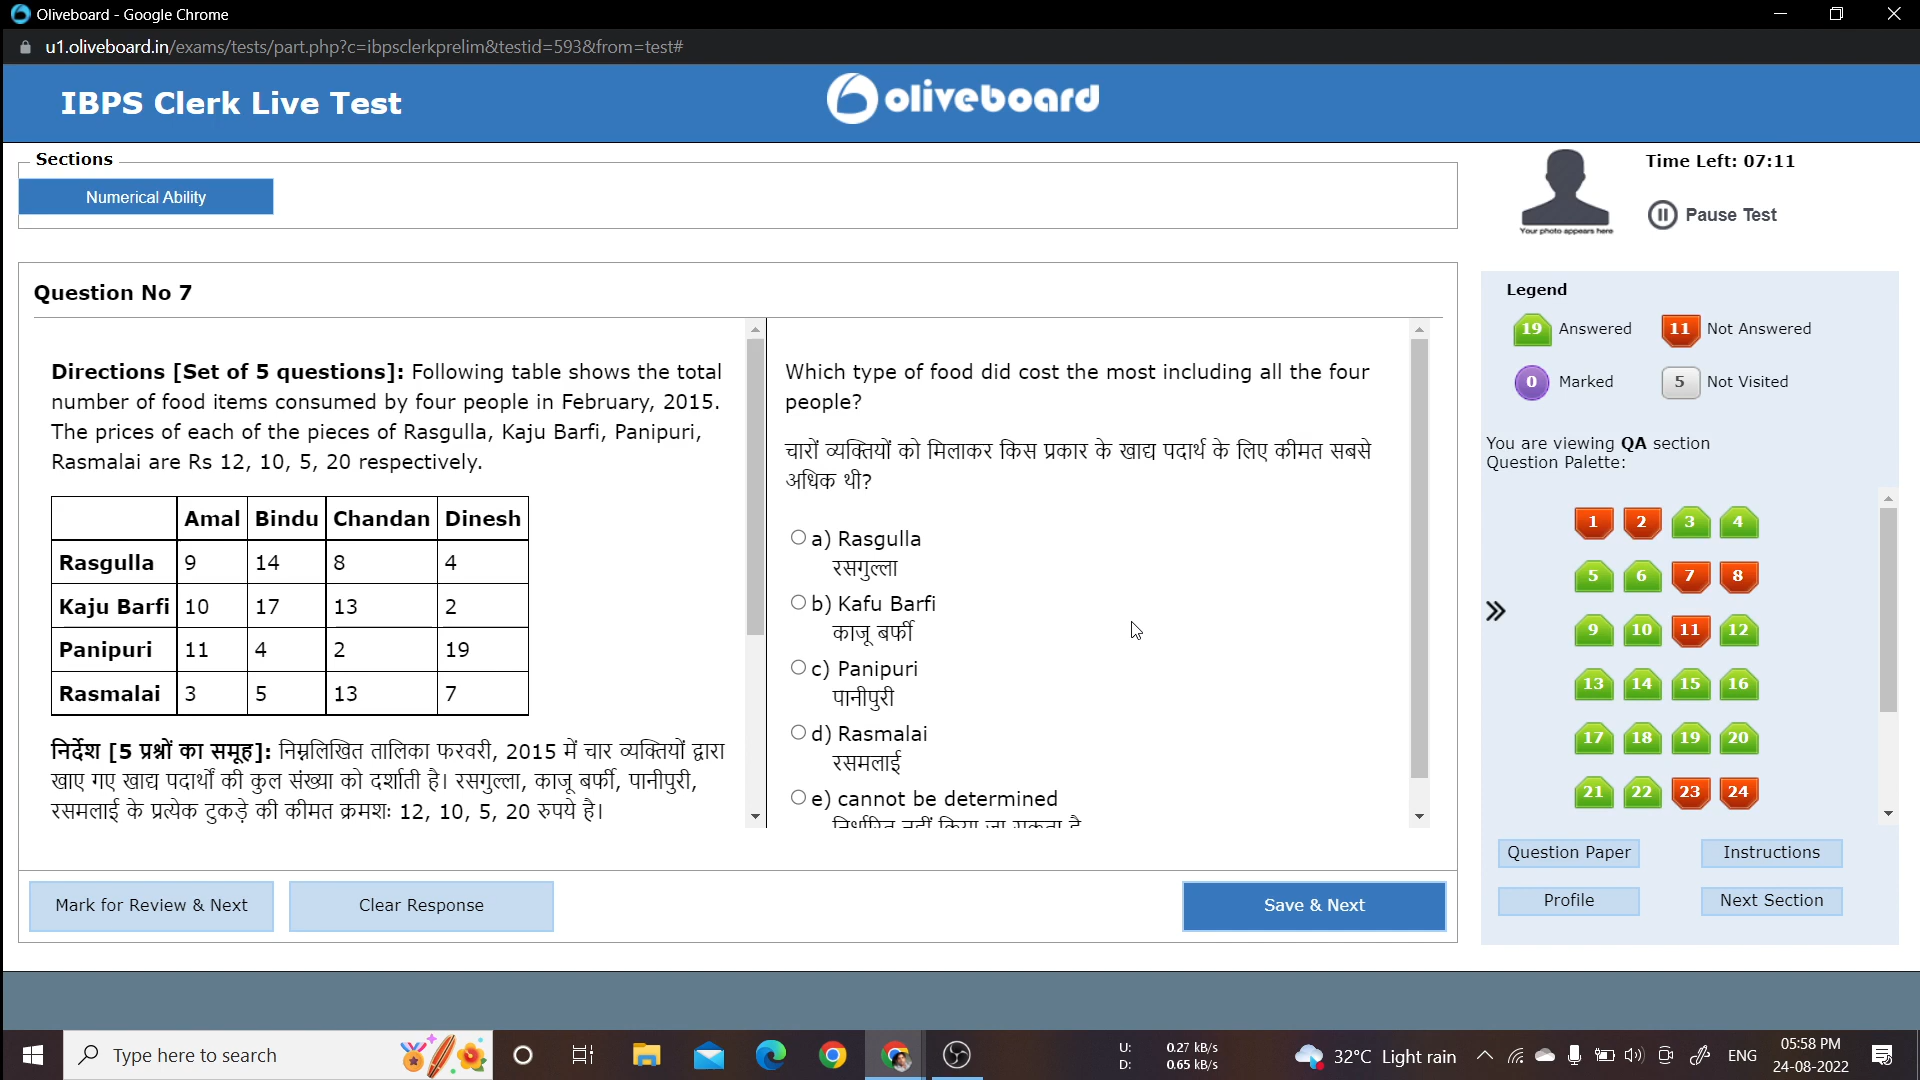 Oliveboard - Google Chrome
u1.oliveboard.in/exams/tests/part.php?c=ibpsclerkprelim&testid=593&from=test#
IBPS Clerk Live Test
oliveboard
Sections
Numerical Ability
Your photo appears here
Time Left: 07:11
Pause Test
Question No 7
Directions [Set of 5 questions]: Following table shows the total
number of food items consumed by four people in February, 2015.
The prices of each of the pieces of Rasgulla, Kaju Barfi, Panipuri,
Rasmalai are Rs 12, 10, 5, 20 respectively.
Amal Bindu Chandan Dinesh
Rasgulla 9 14 8 4
Kaju Barfi 10 17 13 2
Panipuri 11 4 2 19
Rasmalai 3 5 13 7
निर्देश [5 प्रश्नों का समूह]: निम्नलिखित तालिका फरवरी, 2015 में चार व्यक्तियों द्वारा
खाए गए खाद्य पदार्थों की कुल संख्या को दर्शाती है। रसगुल्ला, काजू बर्फी, पानीपुरी,
रसमलाई के प्रत्येक टुकड़े की कीमत क्रमशः 12, 10, 5, 20 रुपये है।
Which type of food did cost the most including all the four
people?
चारों व्यक्तियों को मिलाकर किस प्रकार के खाद्य पदार्थ के लिए कीमत सबसे
अधिक थी?
a) Rasgulla
रसगुल्ला
b) Kafu Barfi
काजू बर्फी
c) Panipuri
पानीपुरी
d) Rasmalai
रसमलाई
e) cannot be determined
निर्धारित नहीं किया जा सकता है
Mark for Review & Next
Clear Response
Save & Next
Legend
19 Answered 11 Not Answered
0 Marked 5 Not Visited
You are viewing QA section
Question Palette:
1 2 3 4
5 6 7 8
9 10 11 12
13 14 15 16
17 18 19 20
21 22 23 24
Question Paper Instructions
Profile Next Section
Type here to search
U: 0.27 kB/s
D: 0.65 kB/s
32°C Light rain
ENG
05:58 PM
24-08-2022